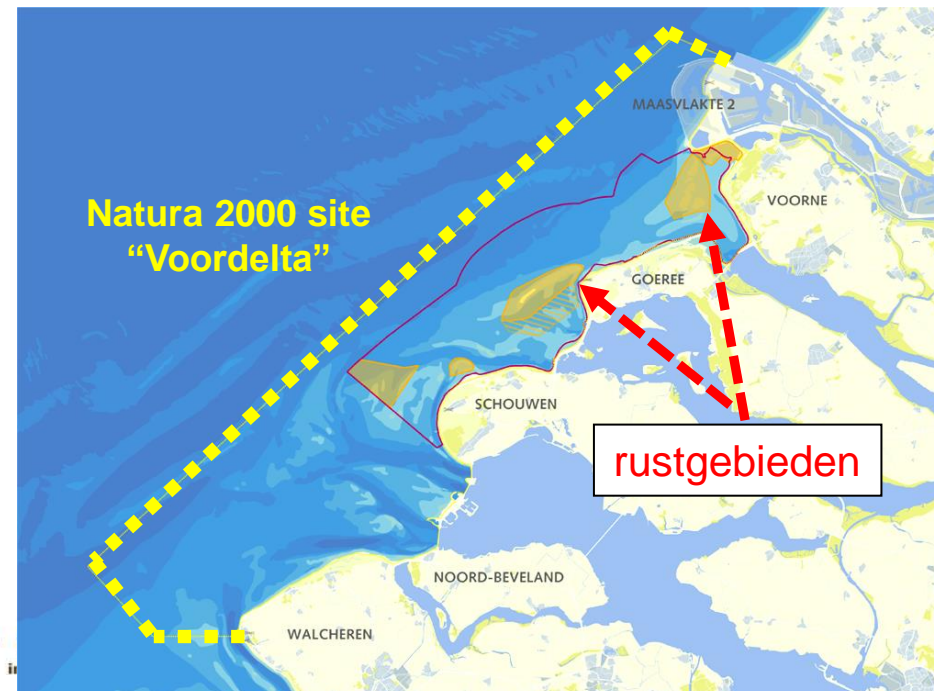 MAASVLAKTE 2
Natura 2000 site
“Voordelta”
VOORNE
GOEREE
SCHOUWEN
rustgebieden
NOORD-BEVELAND
WALCHEREN